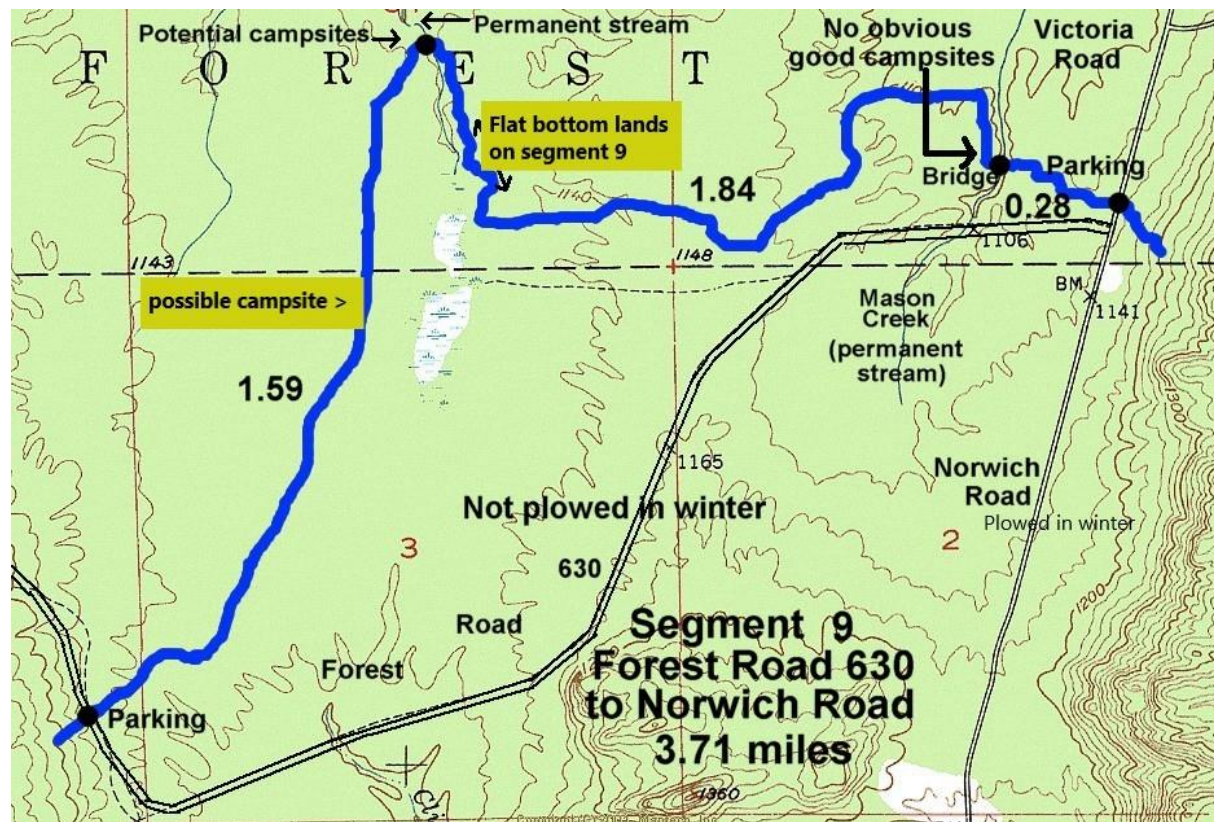 Potential campsites
Permanent stream
No obvious
good campsites
Victoria
Road
F O R E S T
Flat bottom lands
on segment 9
1140
1.84
Bridge
Parking
0.28
1106
1143
1148
possible campsite >
BM
1141
Mason
Creek
(permanent
stream)
1.59
1300
1165
Norwich
Road
Plowed in winter
Not plowed in winter
3
2
630
1200
Road
Forest
Segment 9
Forest Road 630
to Norwich Road
3.71 miles
Parking
1360